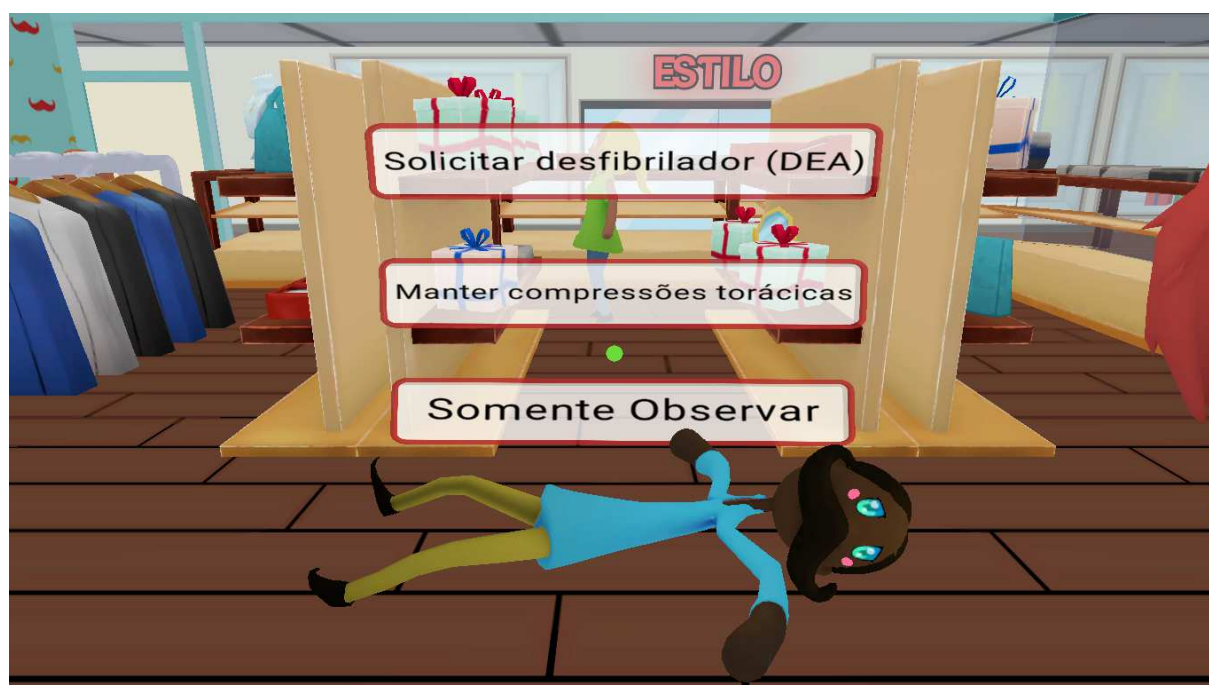 ESTILO
Solicitar desfibrilador (DEA)
Manter compressões torácicas
Somente Observar